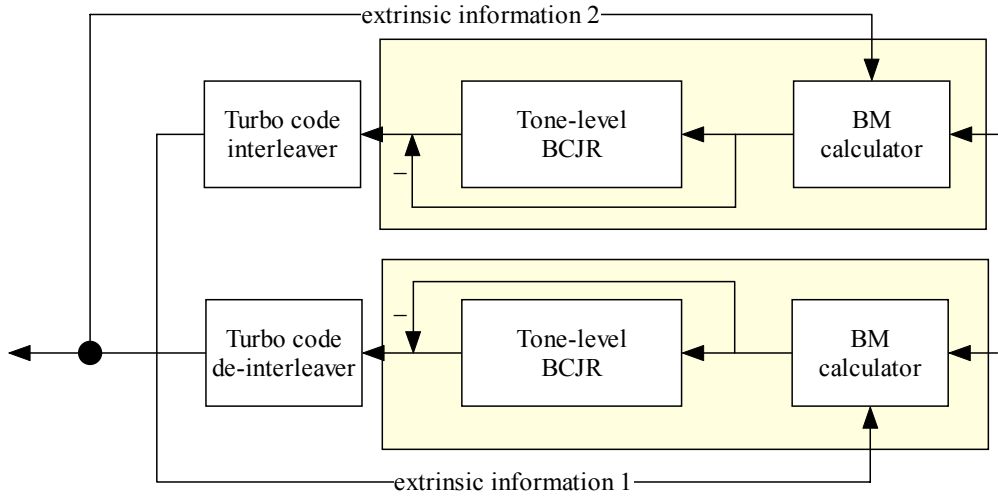 extrinsic information 2
Turbo code
interleaver
–
Tone-level
BCJR
BM
calculator
Turbo code
de-interleaver
–
Tone-level
BCJR
BM
calculator
extrinsic information 1